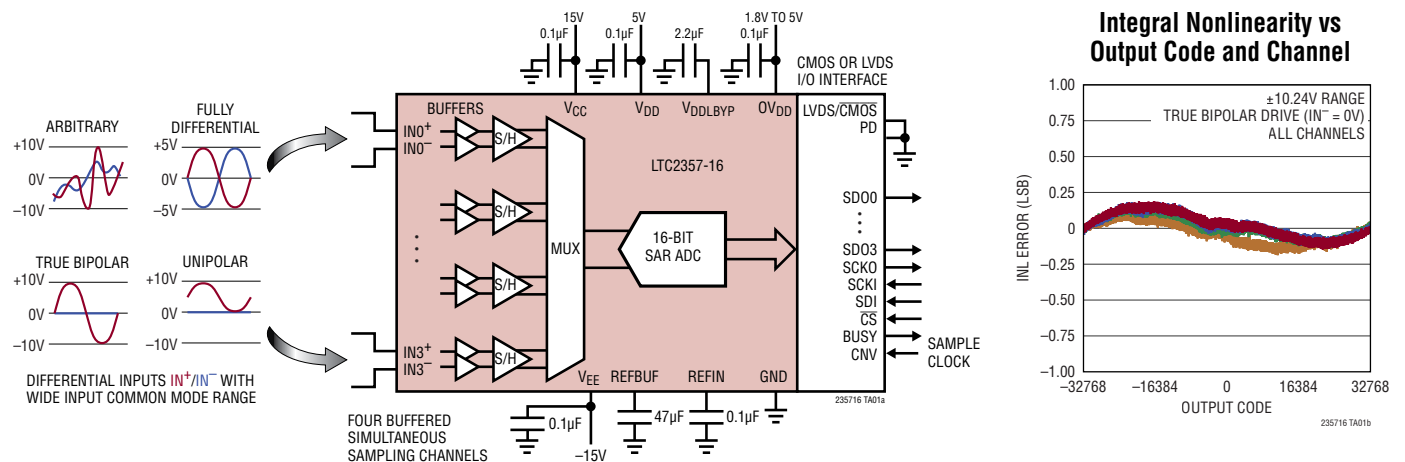 ARBITRARY
+10V
0V
–10V
FULLY
DIFFERENTIAL
+5V
0V
–5V
TRUE BIPOLAR
+10V
0V
–10V
UNIPOLAR
+10V
0V
–10V
DIFFERENTIAL INPUTS IN+/IN– WITH
WIDE INPUT COMMON MODE RANGE
15V
0.1µF
5V
0.1µF
2.2µF
1.8V TO 5V
0.1µF
CMOS OR LVDS
I/O INTERFACE
BUFFERS
VCC
VDD
VDDLBYP
OVDD
LVDS/CMOS
PD
IN0+
IN0–
S/H
S/H
S/H
S/H
MUX
LTC2357-16
16-BIT
SAR ADC
SDO0
SDO3
SCKO
SCKI
SDI
CS
BUSY
CNV
SAMPLE
CLOCK
IN3+
IN3–
VEE
REFBUF
REFIN
GND
235716 TA01a
0.1µF
47µF
0.1µF
–15V
FOUR BUFFERED
SIMULTANEOUS
SAMPLING CHANNELS
Integral Nonlinearity vs
Output Code and Channel
±10.24V RANGE
TRUE BIPOLAR DRIVE (IN– = 0V)
ALL CHANNELS
INL ERROR (LSB)
1.00
0.75
0.50
0.25
0
–0.25
–0.50
–0.75
–1.00
–32768
–16384
0
16384
32768
OUTPUT CODE
235716 TA01b